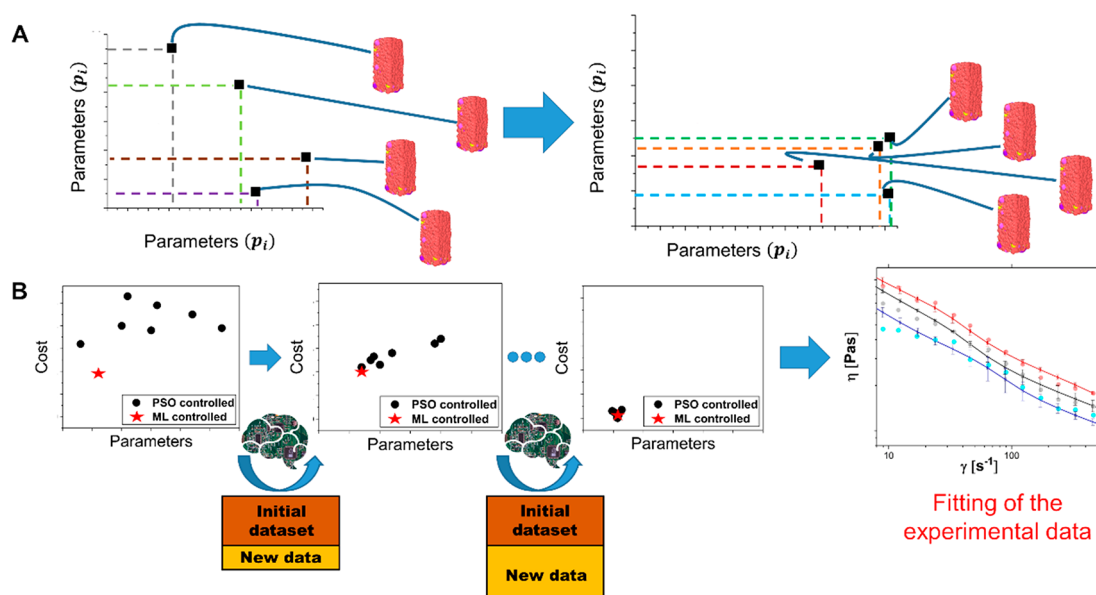 A
Parameters (pᵢ)
Parameters (pᵢ)
Parameters (pᵢ)
Parameters (pᵢ)
B
Cost
PSO controlled
ML controlled
Parameters
Cost
PSO controlled
ML controlled
Parameters
Cost
PSO controlled
ML controlled
Parameters
η [Pas]
10
100
γ [s⁻¹]
Initial
dataset
New data
Initial
dataset
New data
Fitting of the
experimental data